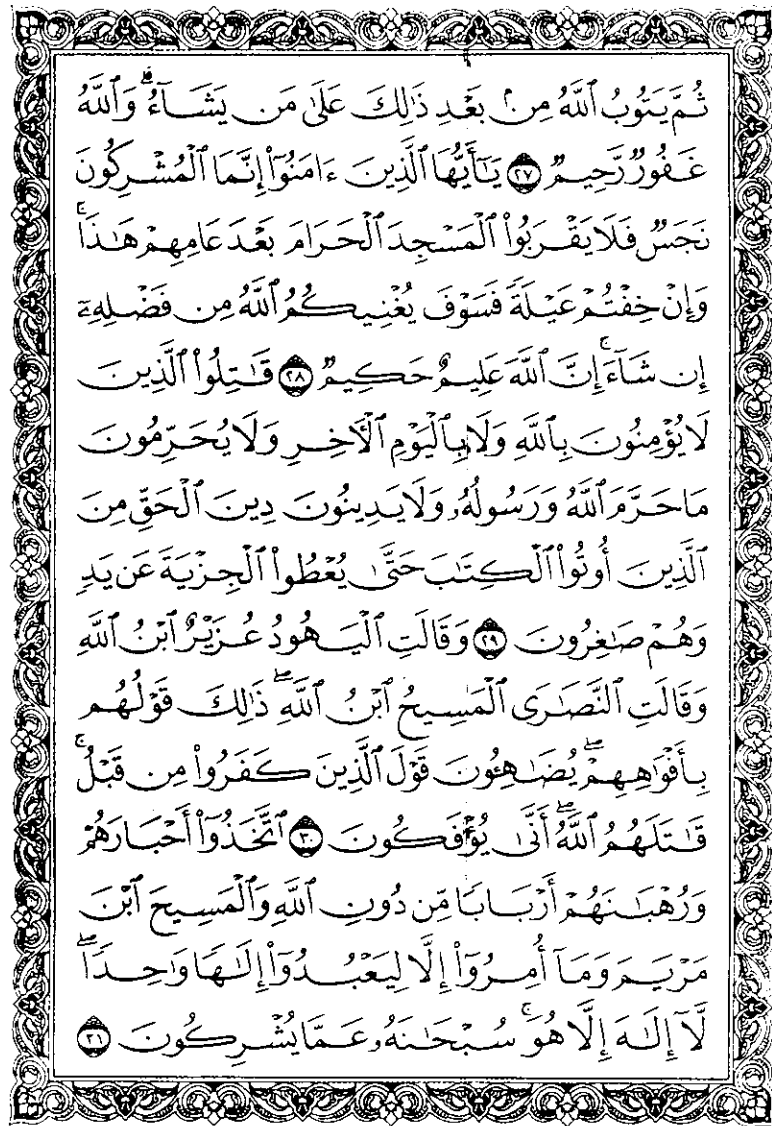 ثُمَّ يَتُوبُ ٱللَّهُ مِنۢ بَعْدِ ذَٰلِكَ عَلَىٰ مَن يَشَآءُۗ وَٱللَّهُ
غَفُورٌ رَّحِيمٌ ۝٢٧ يَٰٓأَيُّهَا ٱلَّذِينَ ءَامَنُوٓا۟ إِنَّمَا ٱلْمُشْرِكُونَ
نَجَسٌ فَلَا يَقْرَبُوا۟ ٱلْمَسْجِدَ ٱلْحَرَامَ بَعْدَ عَامِهِمْ هَٰذَاۚ
وَإِنْ خِفْتُمْ عَيْلَةً فَسَوْفَ يُغْنِيكُمُ ٱللَّهُ مِن فَضْلِهِۦٓ
إِن شَآءَۚ إِنَّ ٱللَّهَ عَلِيمٌ حَكِيمٌ ۝٢٨ قَٰتِلُوا۟ ٱلَّذِينَ
لَا يُؤْمِنُونَ بِٱللَّهِ وَلَا بِٱلْيَوْمِ ٱلْءَاخِرِ وَلَا يُحَرِّمُونَ
مَا حَرَّمَ ٱللَّهُ وَرَسُولُهُۥ وَلَا يَدِينُونَ دِينَ ٱلْحَقِّ مِنَ
ٱلَّذِينَ أُوتُوا۟ ٱلْكِتَٰبَ حَتَّىٰ يُعْطُوا۟ ٱلْجِزْيَةَ عَن يَدٍ
وَهُمْ صَٰغِرُونَ ۝٢٩ وَقَالَتِ ٱلْيَهُودُ عُزَيْرٌ ٱبْنُ ٱللَّهِ
وَقَالَتِ ٱلنَّصَٰرَى ٱلْمَسِيحُ ٱبْنُ ٱللَّهِۖ ذَٰلِكَ قَوْلُهُم
بِأَفْوَٰهِهِمْۖ يُضَٰهِـُٔونَ قَوْلَ ٱلَّذِينَ كَفَرُوا۟ مِن قَبْلُۚ
قَٰتَلَهُمُ ٱللَّهُۖ أَنَّىٰ يُؤْفَكُونَ ۝٣٠ ٱتَّخَذُوٓا۟ أَحْبَارَهُمْ
وَرُهْبَٰنَهُمْ أَرْبَابًا مِّن دُونِ ٱللَّهِ وَٱلْمَسِيحَ ٱبْنَ
مَرْيَمَ وَمَآ أُمِرُوٓا۟ إِلَّا لِيَعْبُدُوٓا۟ إِلَٰهًا وَٰحِدًاۖ
لَّآ إِلَٰهَ إِلَّا هُوَۚ سُبْحَٰنَهُۥ عَمَّا يُشْرِكُونَ ۝٣١